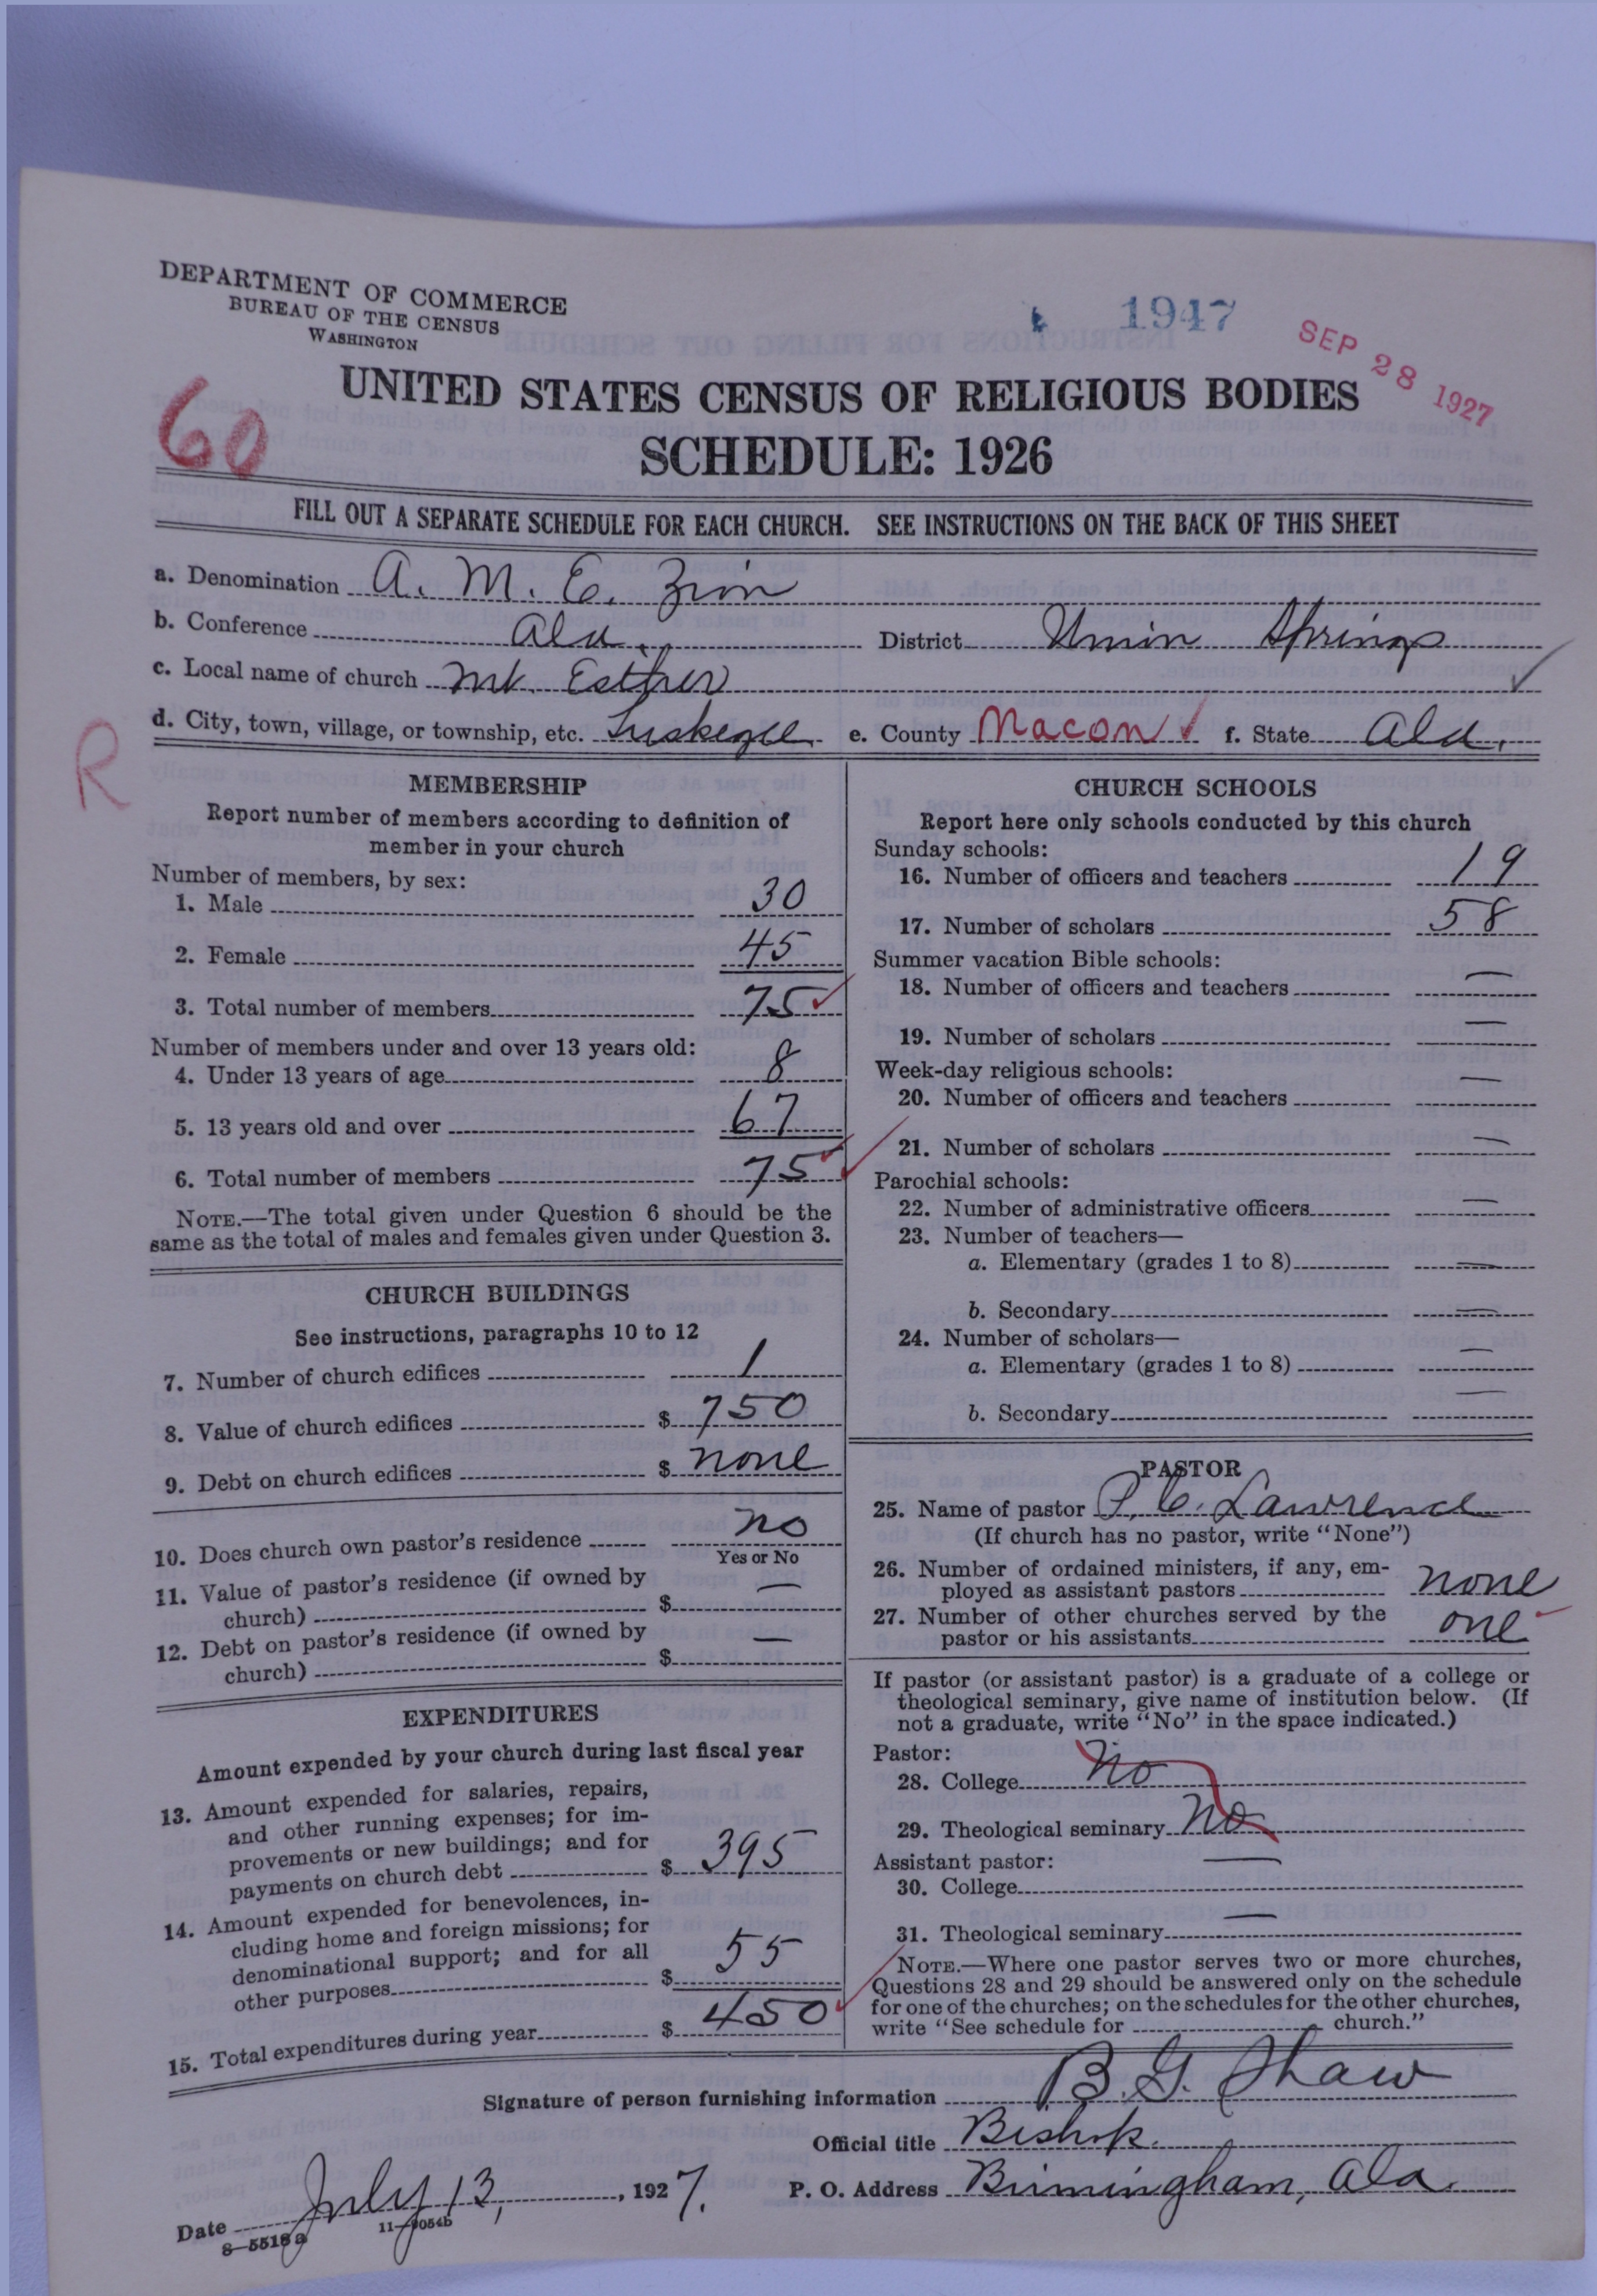 DEPARTMENT OF COMMERCE
BUREAU OF THE CENSUS
WASHINGTON
1947
SEP 28 1927
60
UNITED STATES CENSUS OF RELIGIOUS BODIES
SCHEDULE: 1926
FILL OUT A SEPARATE SCHEDULE FOR EACH CHURCH. SEE INSTRUCTIONS ON THE BACK OF THIS SHEET
a. Denomination A. M. E. Zion
b. Conference Ala. District Union Springs
c. Local name of church Mt. Esther
d. City, town, village, or township, etc. Tuskegee e. County Macon f. State Ala.
R
MEMBERSHIP
Report number of members according to definition of
member in your church
Number of members, by sex:
1. Male 30
2. Female 45
3. Total number of members 75
Number of members under and over 13 years old:
4. Under 13 years of age 8
5. 13 years old and over 67
6. Total number of members 75
NOTE.—The total given under Question 6 should be the
same as the total of males and females given under Question 3.
CHURCH BUILDINGS
See instructions, paragraphs 10 to 12
7. Number of church edifices 1
8. Value of church edifices $ 750
9. Debt on church edifices $ none
10. Does church own pastor's residence no
Yes or No
11. Value of pastor's residence (if owned by
church) $ —
12. Debt on pastor's residence (if owned by
church) $ —
EXPENDITURES
Amount expended by your church during last fiscal year
13. Amount expended for salaries, repairs,
and other running expenses; for im-
provements or new buildings; and for
payments on church debt $ 395
14. Amount expended for benevolences, in-
cluding home and foreign missions; for
denominational support; and for all
other purposes $ 55
15. Total expenditures during year $ 450
CHURCH SCHOOLS
Report here only schools conducted by this church
Sunday schools:
16. Number of officers and teachers 19
17. Number of scholars 58
Summer vacation Bible schools:
18. Number of officers and teachers —
19. Number of scholars —
Week-day religious schools:
20. Number of officers and teachers —
21. Number of scholars —
Parochial schools:
22. Number of administrative officers —
23. Number of teachers—
a. Elementary (grades 1 to 8) —
b. Secondary —
24. Number of scholars—
a. Elementary (grades 1 to 8) —
b. Secondary —
PASTOR
25. Name of pastor P. C. Lawrence
(If church has no pastor, write "None")
26. Number of ordained ministers, if any, em-
ployed as assistant pastors none
27. Number of other churches served by the
pastor or his assistants one
If pastor (or assistant pastor) is a graduate of a college or
theological seminary, give name of institution below. (If
not a graduate, write "No" in the space indicated.)
Pastor:
28. College No
29. Theological seminary No
Assistant pastor:
30. College —
31. Theological seminary —
NOTE.—Where one pastor serves two or more churches,
Questions 28 and 29 should be answered only on the schedule
for one of the churches; on the schedules for the other churches,
write "See schedule for church."
Signature of person furnishing information B. G. Shaw
Official title Bishop.
Date July 13, 1927. P. O. Address Birmingham, Ala.
8—5518a 11—9054b